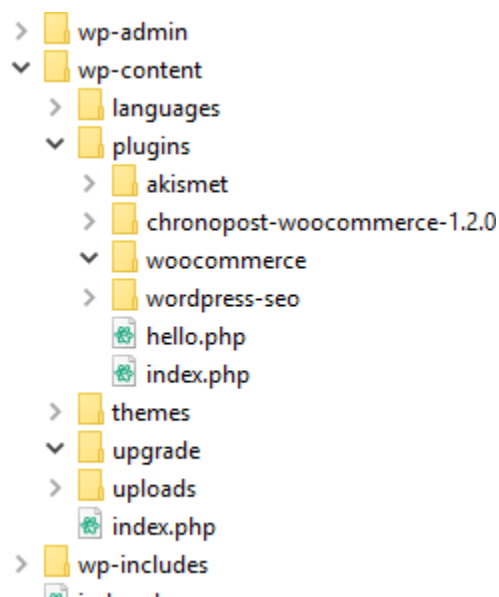 wp-admin
wp-content
languages
plugins
akismet
chronopost-woocommerce-1.2.0
woocommerce
wordpress-seo
hello.php
index.php
themes
upgrade
uploads
index.php
wp-includes